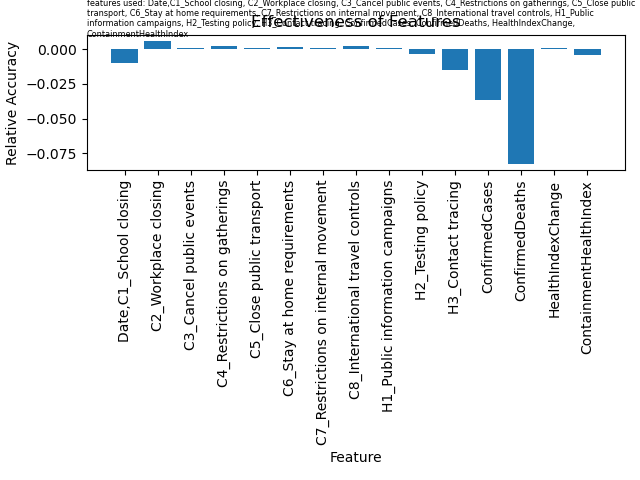 features used: Date,C1_School closing, C2_Workplace closing, C3_Cancel public events, C4_Restrictions on gatherings, C5_Close public
transport, C6_Stay at home requirements, C7_Restrictions on internal movement, C8_International travel controls, H1_Public
information campaigns, H2_Testing policy, H3_Contact tracing, ConfirmedCases, ConfirmedDeaths, HealthIndexChange,
ContainmentHealthIndex
Effectiveness of Features
Relative Accuracy
0.000
−0.025
−0.050
−0.075
Date,C1_School closing
C2_Workplace closing
C3_Cancel public events
C4_Restrictions on gatherings
C5_Close public transport
C6_Stay at home requirements
C7_Restrictions on internal movement
C8_International travel controls
H1_Public information campaigns
H2_Testing policy
H3_Contact tracing
ConfirmedCases
ConfirmedDeaths
HealthIndexChange
ContainmentHealthIndex
Feature